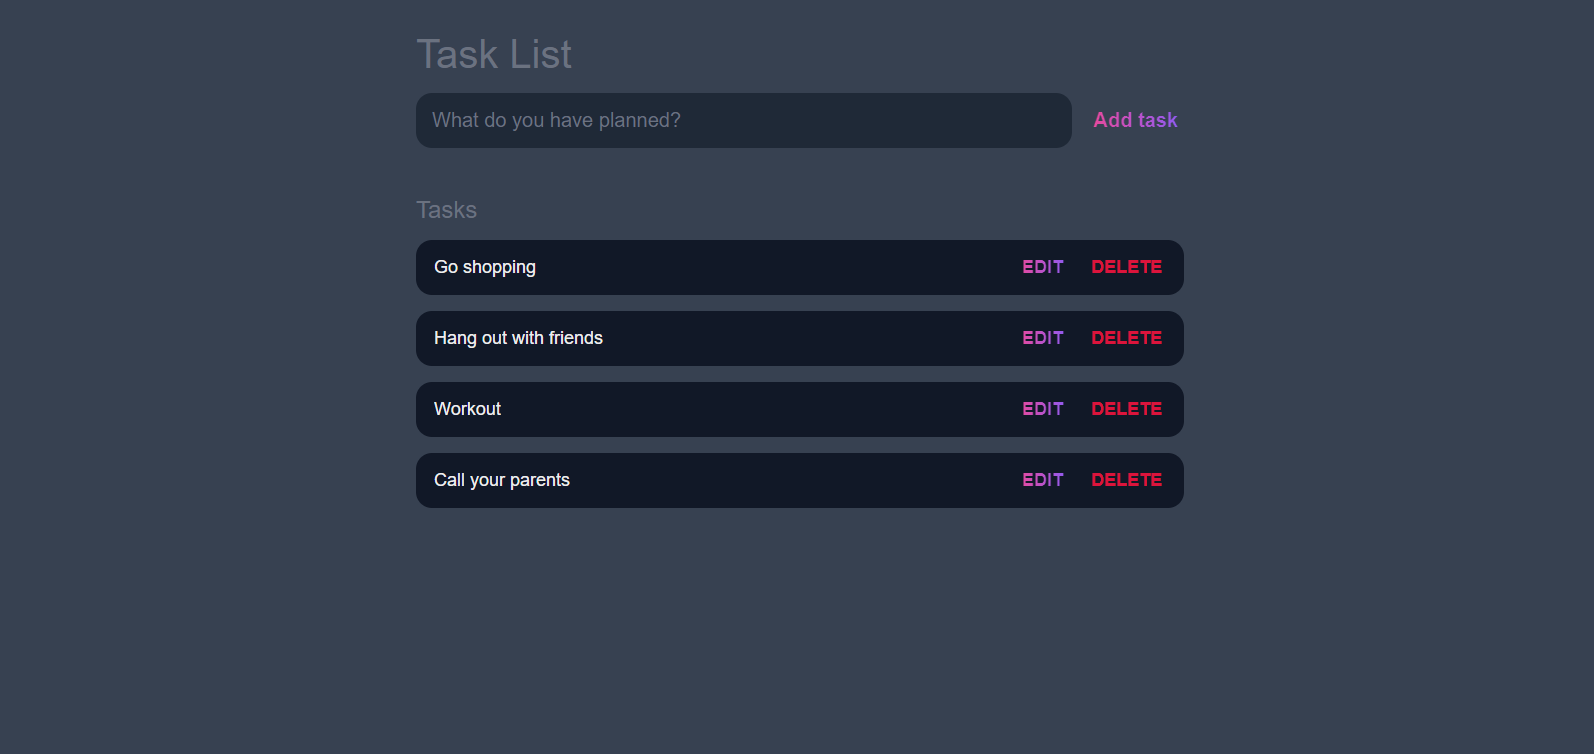 Task List
What do you have planned? Add task
Tasks
Go shopping EDIT DELETE
Hang out with friends EDIT DELETE
Workout EDIT DELETE
Call your parents EDIT DELETE